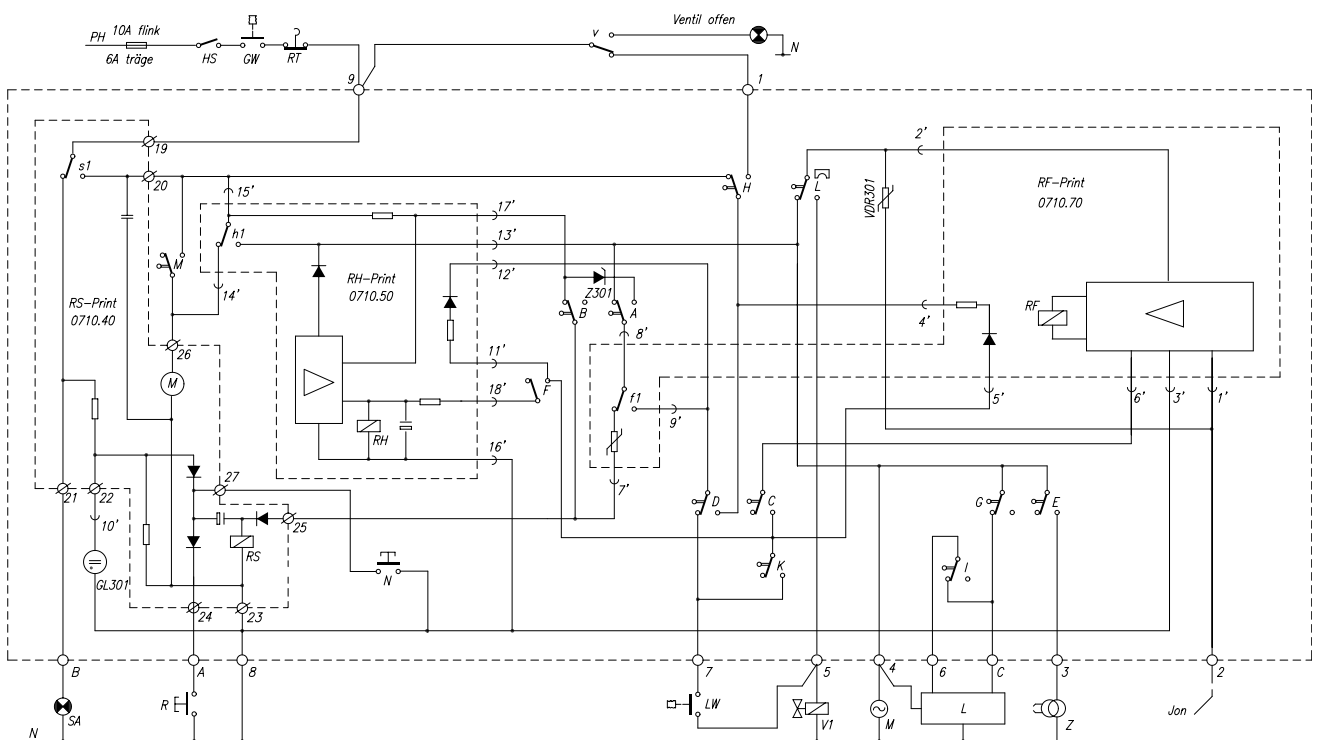 Ventil offen
PH 10A flink
6A träge
HS
GW
RT
v
N
9
1
19
s1
20
15'
17'
H
L
2'
VDR301
RF-Print
0710.70
h1
13'
12'
M
14'
RH-Print
0710.50
Z301
B
A
8'
4'
RF
RS-Print
0710.40
26
M
11'
18'
F
f1
9'
5'
6'
3'
1'
RH
16'
27
21
22
7'
D
C
G
E
25
10'
RS
GL301
N
K
I
24
23
B
A
8
7
5
4
6
C
3
2
SA
R
LW
V1
M
L
Z
Jon
N